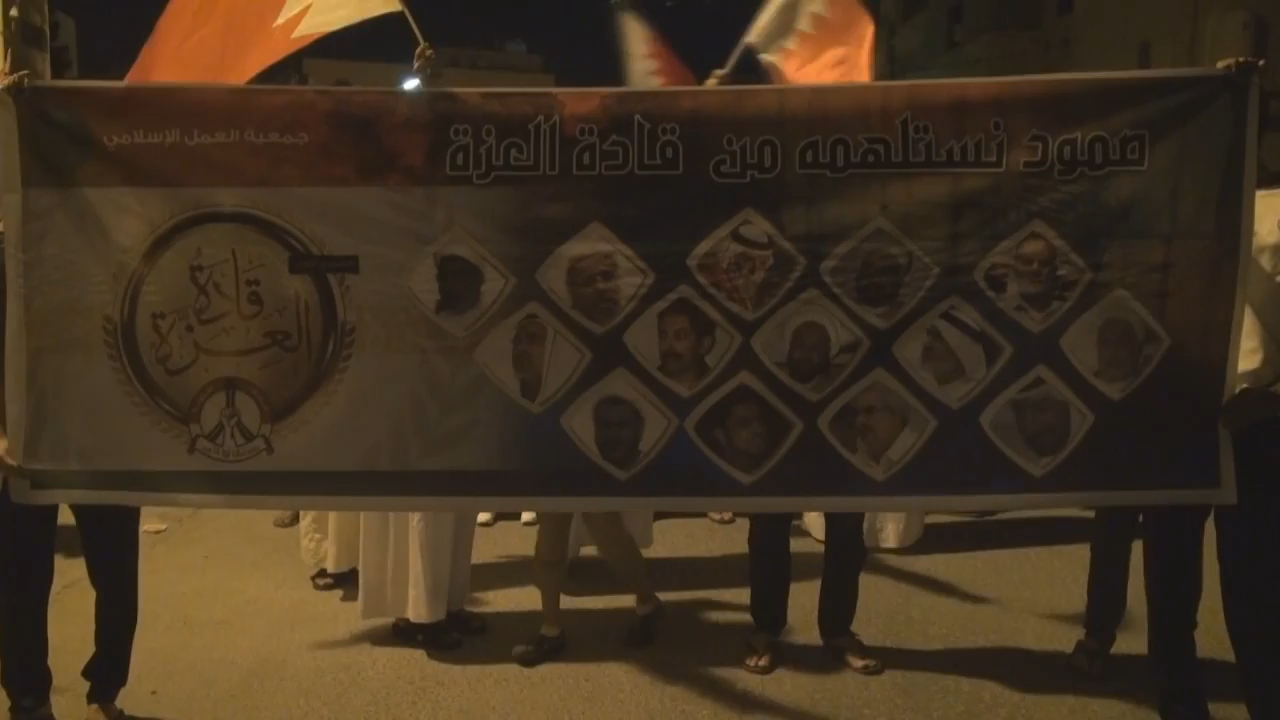 صمود نستلهمه من قادة العزة
جمعية العمل الإسلامي
قادة
العزة